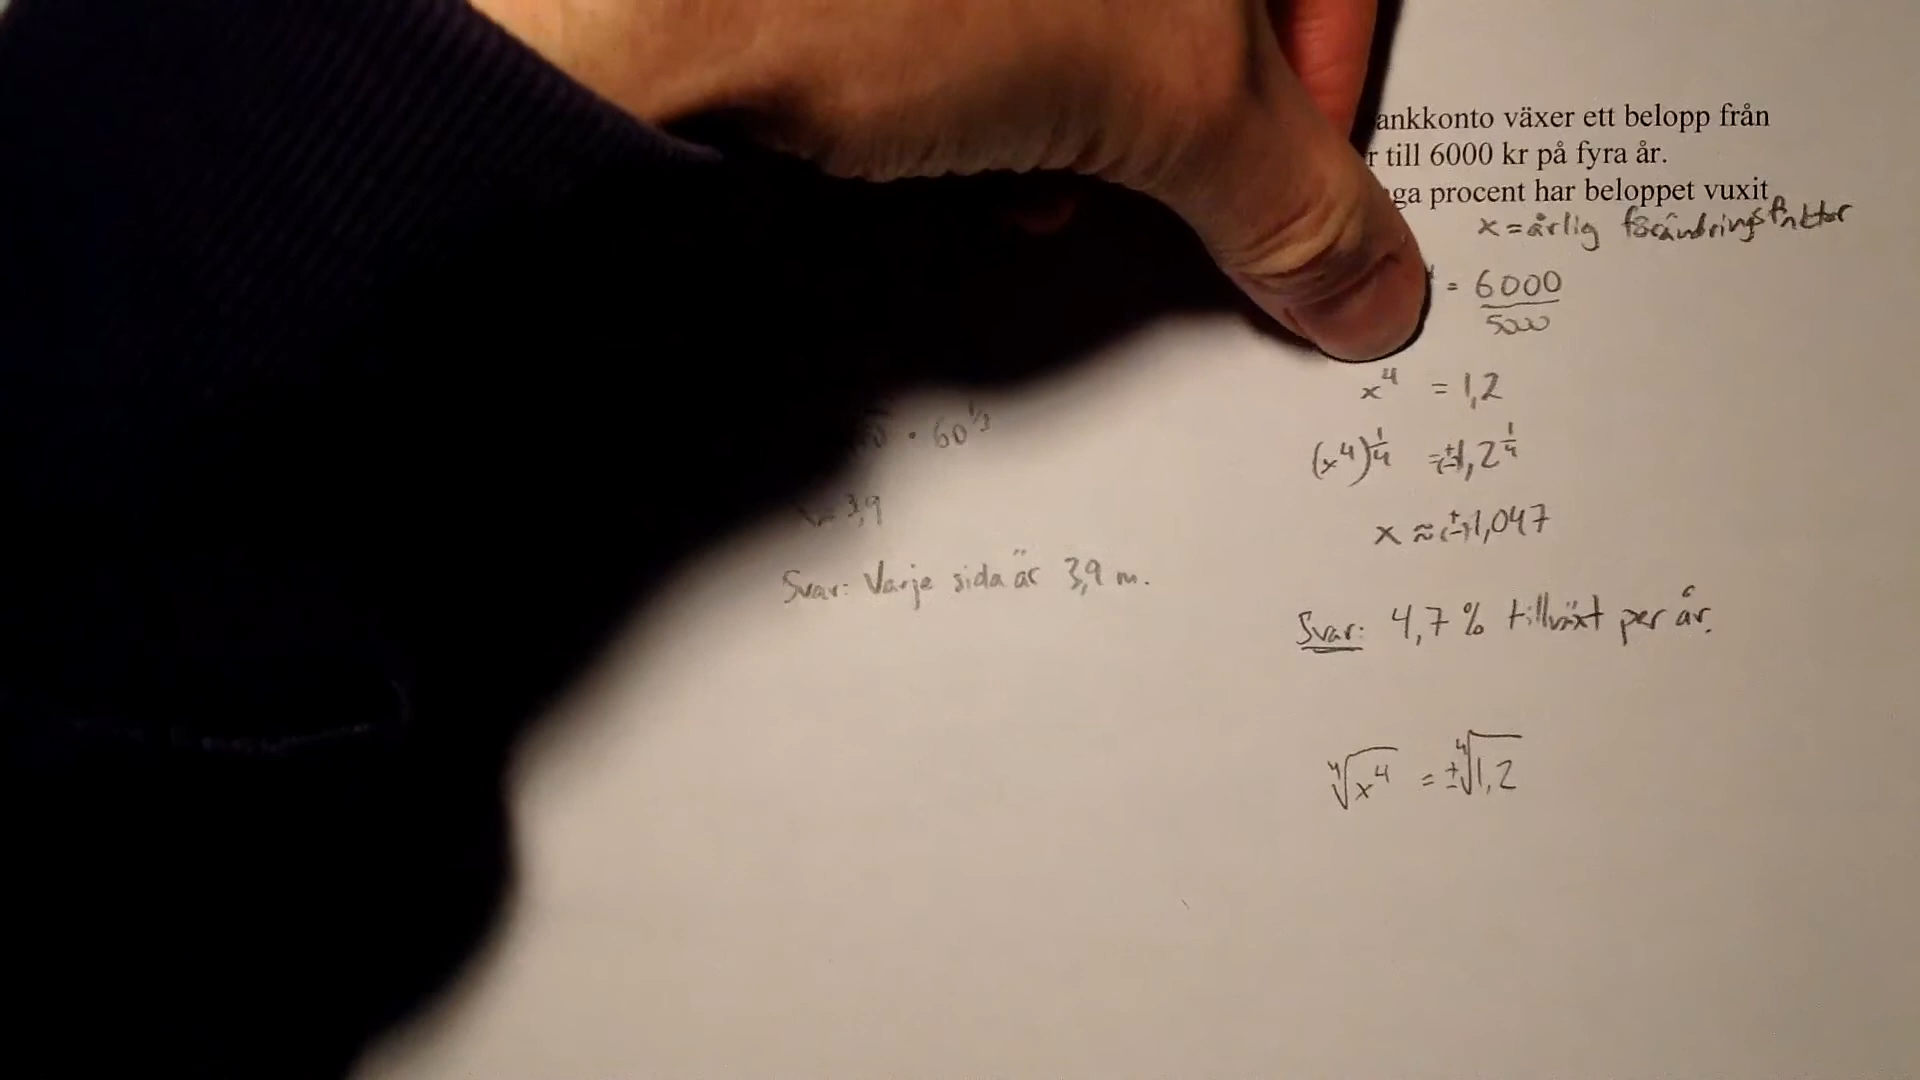 ankkonto växer ett belopp från
till 6000 kr på fyra år.
procent har beloppet vuxit
x = årlig förändringsfaktor
= 6000
5000
x⁴ = 1,2
(x⁴)^¼ = (±)1,2^¼
x ≈ (±)1,047
Svar: 4,7 % tillväxt per år.
⁴√x⁴ = ±⁴√1,2
· 60^⅓
3,9
Svar: Varje sida är 3,9 m.